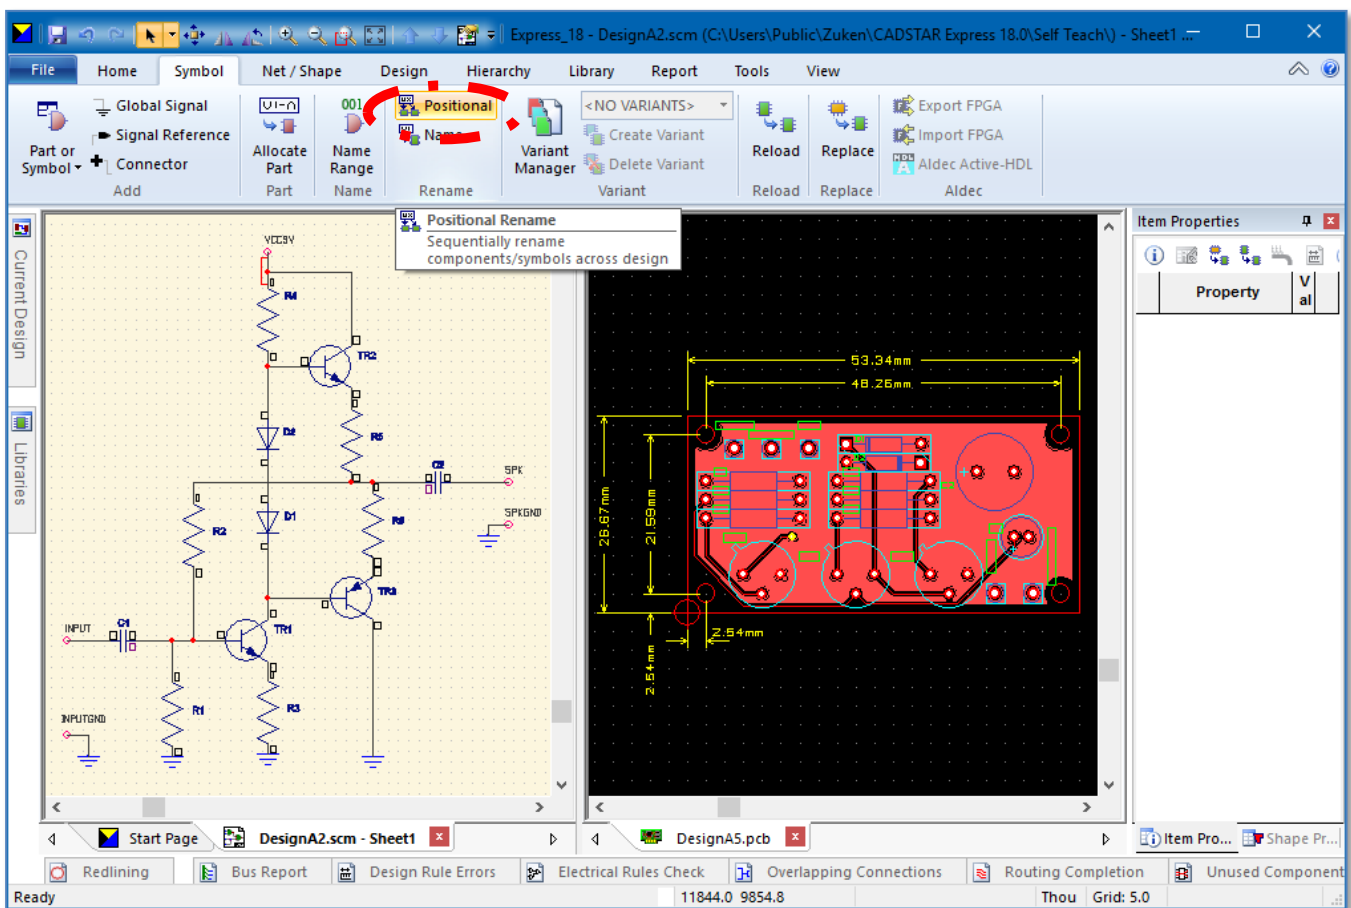 Express_18 - DesignA2.scm (C:\Users\Public\Zuken\CADSTAR Express 18.0\Self Teach\) - Sheet1 ...
File Home Symbol Net / Shape Design Hierarchy Library Report Tools View
Part or Symbol
Global Signal
Signal Reference
Connector
Add
Allocate Part
Part
001
Name Range
Name
Positional
Name
Rename
Variant Manager
<NO VARIANTS>
Create Variant
Delete Variant
Variant
Reload
Reload
Replace
Replace
Export FPGA
Import FPGA
Aldec Active-HDL
Aldec
Positional Rename
Sequentially rename
components/symbols across design
Current Design
Libraries
VCC9V
R4
TR2
D2
R5
C2
SPK
R2
D1
R6
SPKGND
TR3
INPUT
C1
TR1
R1
R3
INPUTGND
53.34mm
48.26mm
26.67mm
21.59mm
2.54mm
2.54mm
Item Properties
Property
V
al
Start Page
DesignA2.scm - Sheet1
DesignA5.pcb
Item Pro...
Shape Pr...
Redlining
Bus Report
Design Rule Errors
Electrical Rules Check
Overlapping Connections
Routing Completion
Unused Component
Ready
11844.0 9854.8
Thou Grid: 5.0